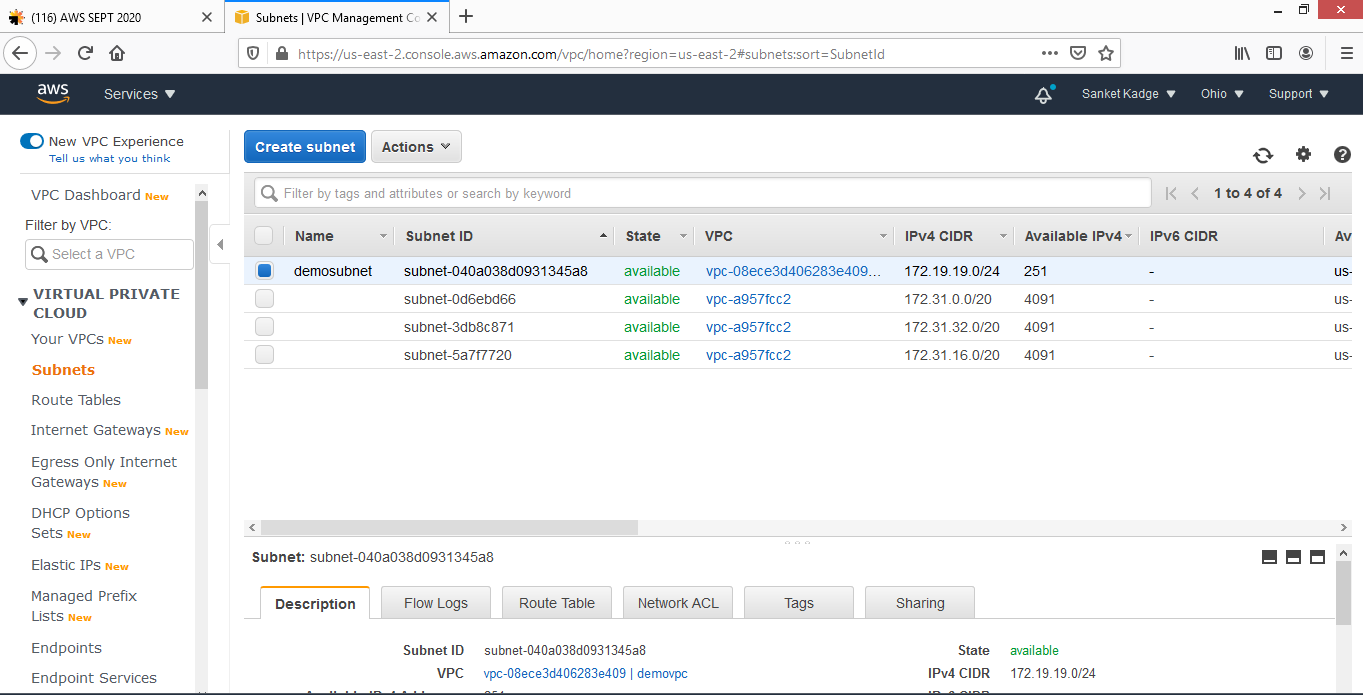 (116) AWS SEPT 2020
Subnets | VPC Management Co
https://us-east-2.console.aws.amazon.com/vpc/home?region=us-east-2#subnets:sort=SubnetId
aws
Services
Sanket Kadge
Ohio
Support
New VPC Experience
Tell us what you think
VPC Dashboard New
Filter by VPC:
Select a VPC
VIRTUAL PRIVATE
CLOUD
Your VPCs New
Subnets
Route Tables
Internet Gateways New
Egress Only Internet
Gateways New
DHCP Options
Sets New
Elastic IPs New
Managed Prefix
Lists New
Endpoints
Endpoint Services
Create subnet
Actions
Filter by tags and attributes or search by keyword
1 to 4 of 4
Name Subnet ID State VPC IPv4 CIDR Available IPv4 IPv6 CIDR Av
demosubnet subnet-040a038d0931345a8 available vpc-08ece3d406283e409... 172.19.19.0/24 251 - us-
subnet-0d6ebd66 available vpc-a957fcc2 172.31.0.0/20 4091 - us-
subnet-3db8c871 available vpc-a957fcc2 172.31.32.0/20 4091 - us-
subnet-5a7f7720 available vpc-a957fcc2 172.31.16.0/20 4091 - us-
Subnet: subnet-040a038d0931345a8
Description Flow Logs Route Table Network ACL Tags Sharing
Subnet ID subnet-040a038d0931345a8 State available
VPC vpc-08ece3d406283e409 | demovpc IPv4 CIDR 172.19.19.0/24